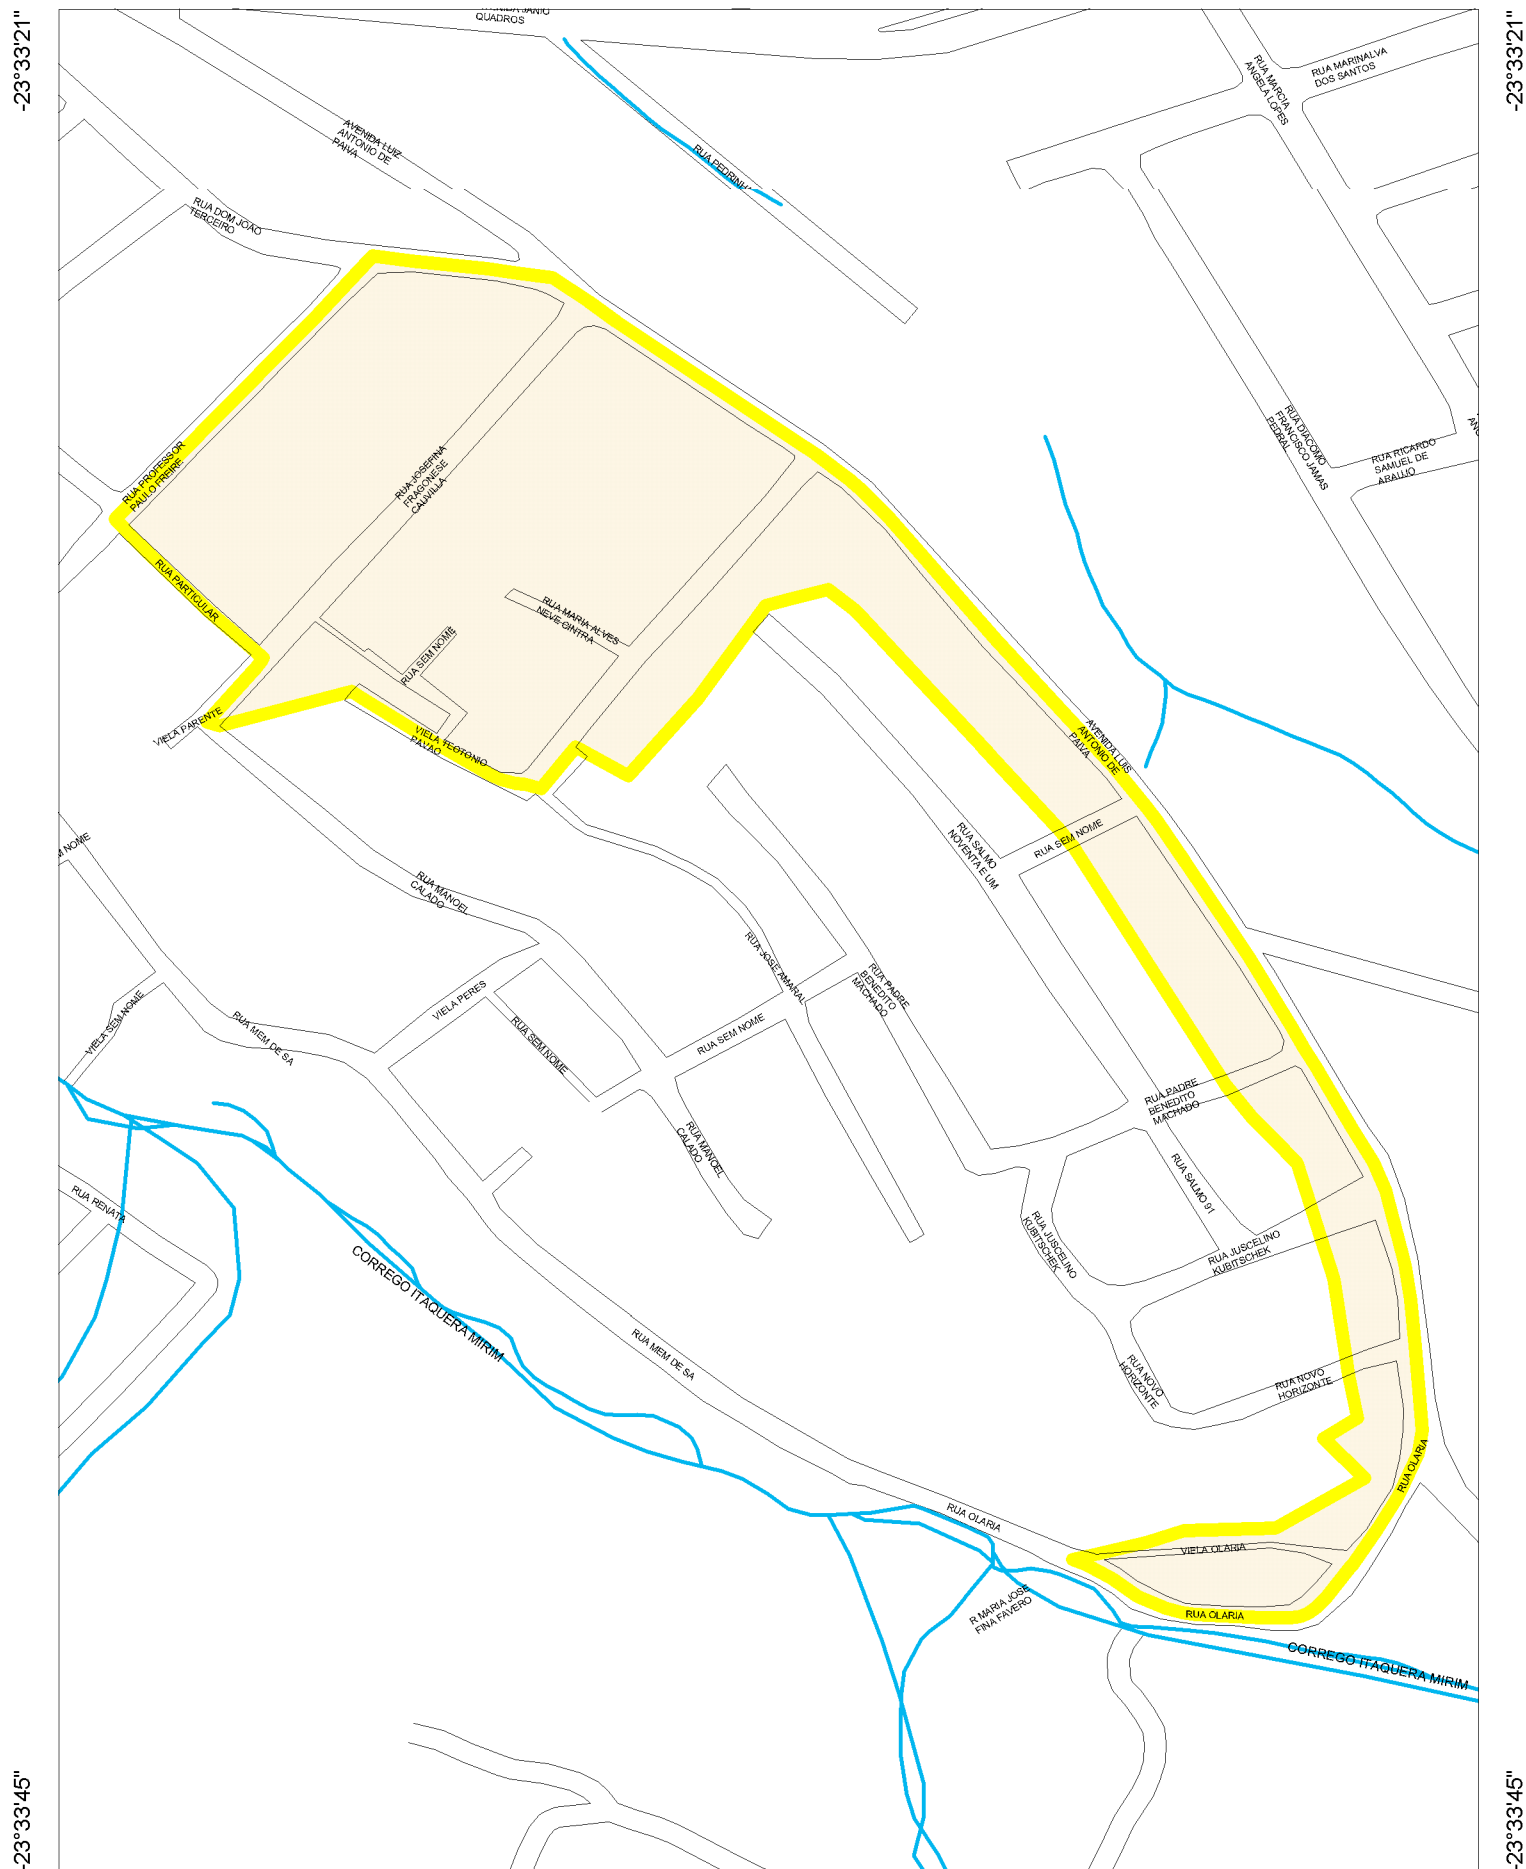 -23°33'21"
-23°33'21"
QUADROS
RUA MARINALVA
DOS SANTOS
RUA MARCIA
ANGELA LOPES
AVENIDA LUIZ
ANTONIO DE
PAIVA
RUA DOM JOAO
TERCEIRO
RUA PROFESSOR
PAULO FREIRE
RUA JOSEFINA
FRAGONESE
CAUVILLA
RUA DIACOMO
FRANCISCO JAMAS
PEDRAL
RUA RICARDO
SAMUEL DE
ARAUJO
RUA PARTICULAR
RUA MARIA ALVES
NEVE CINTRA
RUA SEM NOME
VIELA PARENTE
VIELA TEOTONIO
PAVAO
AVENIDA LUIS
ANTONIO DE
PAIVA
RUA SEM NOME
RUA SALMO
NOVENTA E UM
NOME
RUA MANOEL
CALADO
RUA JOSE AMARAL
RUA PADRE
BENEDITO
MACHADO
VIELA PERES
VIELA SEM NOME
RUA MEM DE SA
RUA SEM NOME
RUA SEM NOME
RUA PADRE
BENEDITO
MACHADO
RUA MANOEL
CALADO
RUA SALMO 91
RUA RENATA
RUA JUSCELINO
KUBITSCHEK
RUA JUSCELINO
KUBITSCHEK
CORREGO ITAQUERA MIRIM
RUA MEM DE SA
RUA NOVO
HORIZONTE
RUA NOVO
HORIZONTE
RUA OLARIA
RUA OLARIA
VIELA OLARIA
R MARIA JOSE
FINA FAVERO
RUA OLARIA
CORREGO ITAQUERA MIRIM
-23°33'45"
-23°33'45"